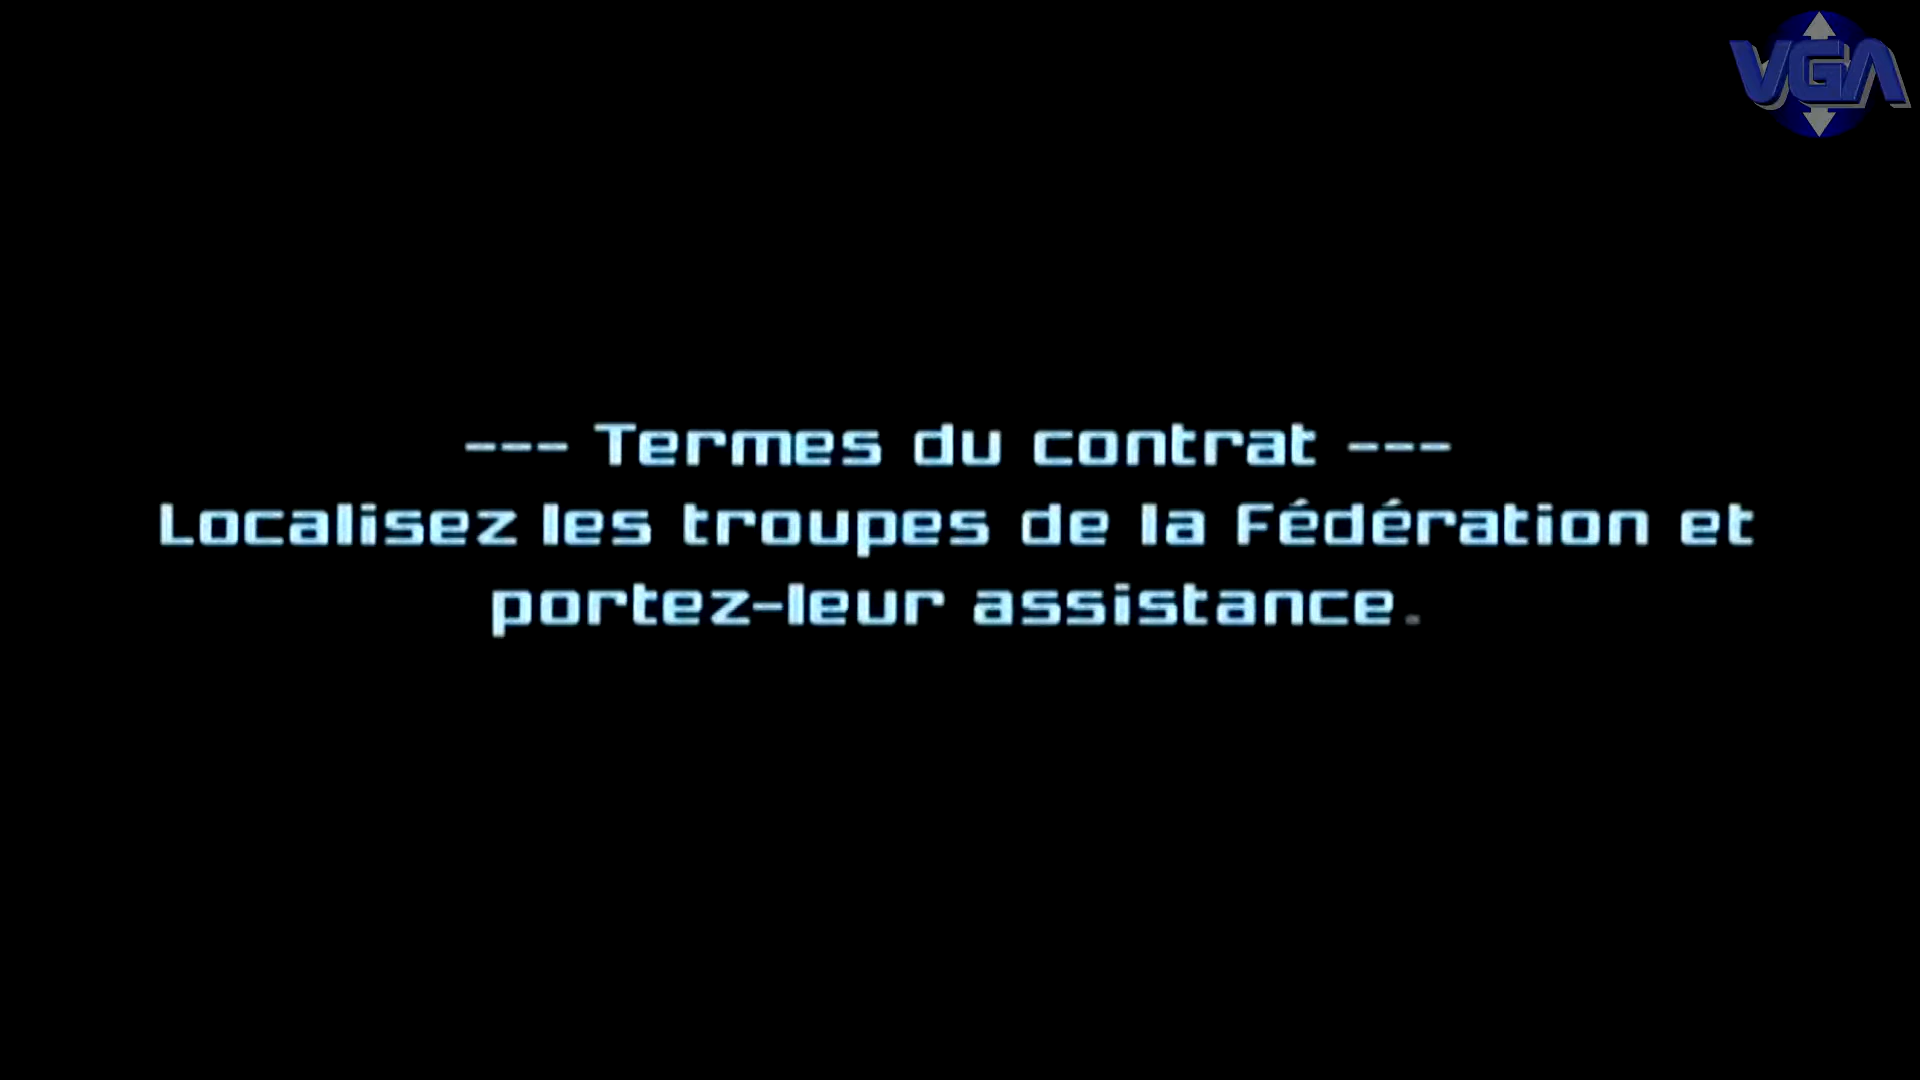 VGA
--- Termes du contrat ---
Localisez les troupes de la Fédération et
portez-leur assistance.